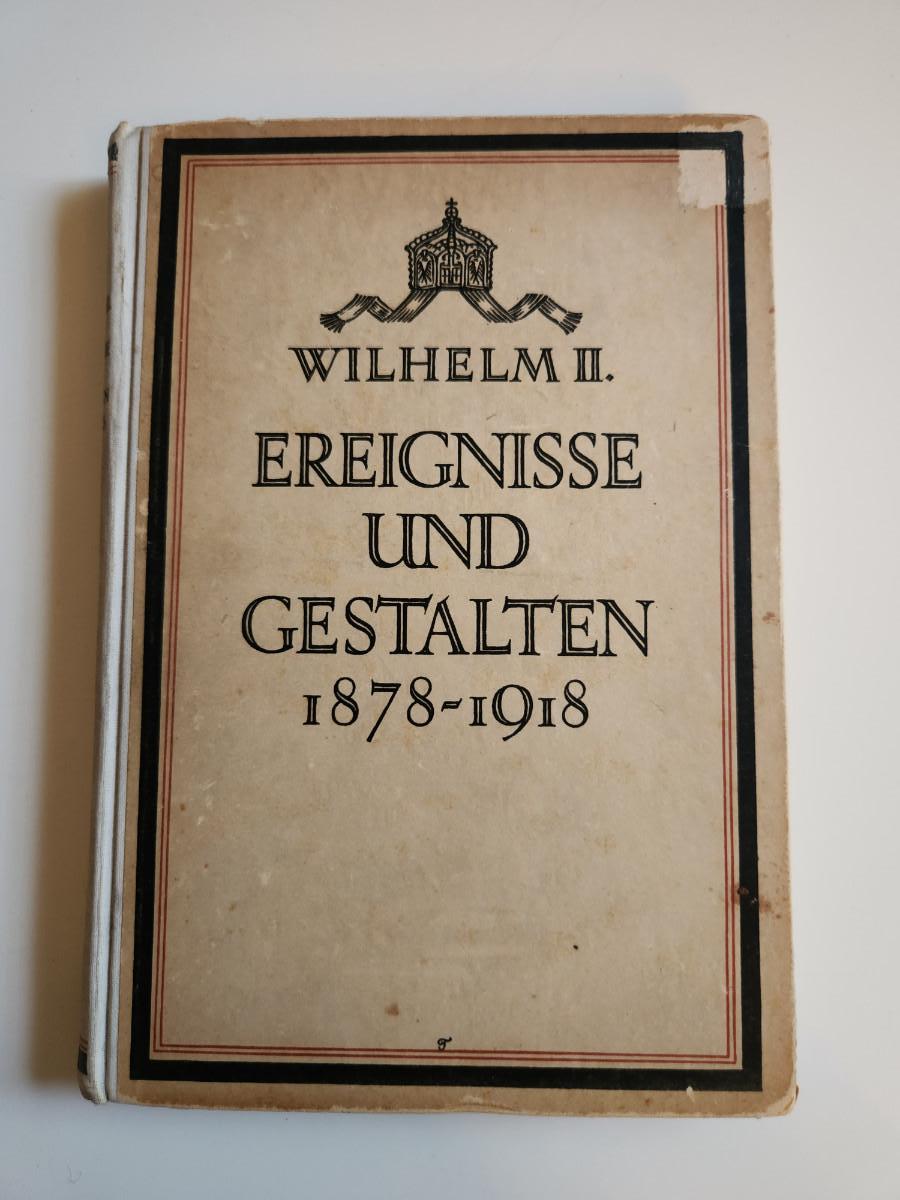 WILHELM II.
EREIGNISSE
UND
GESTALTEN
1878-1918